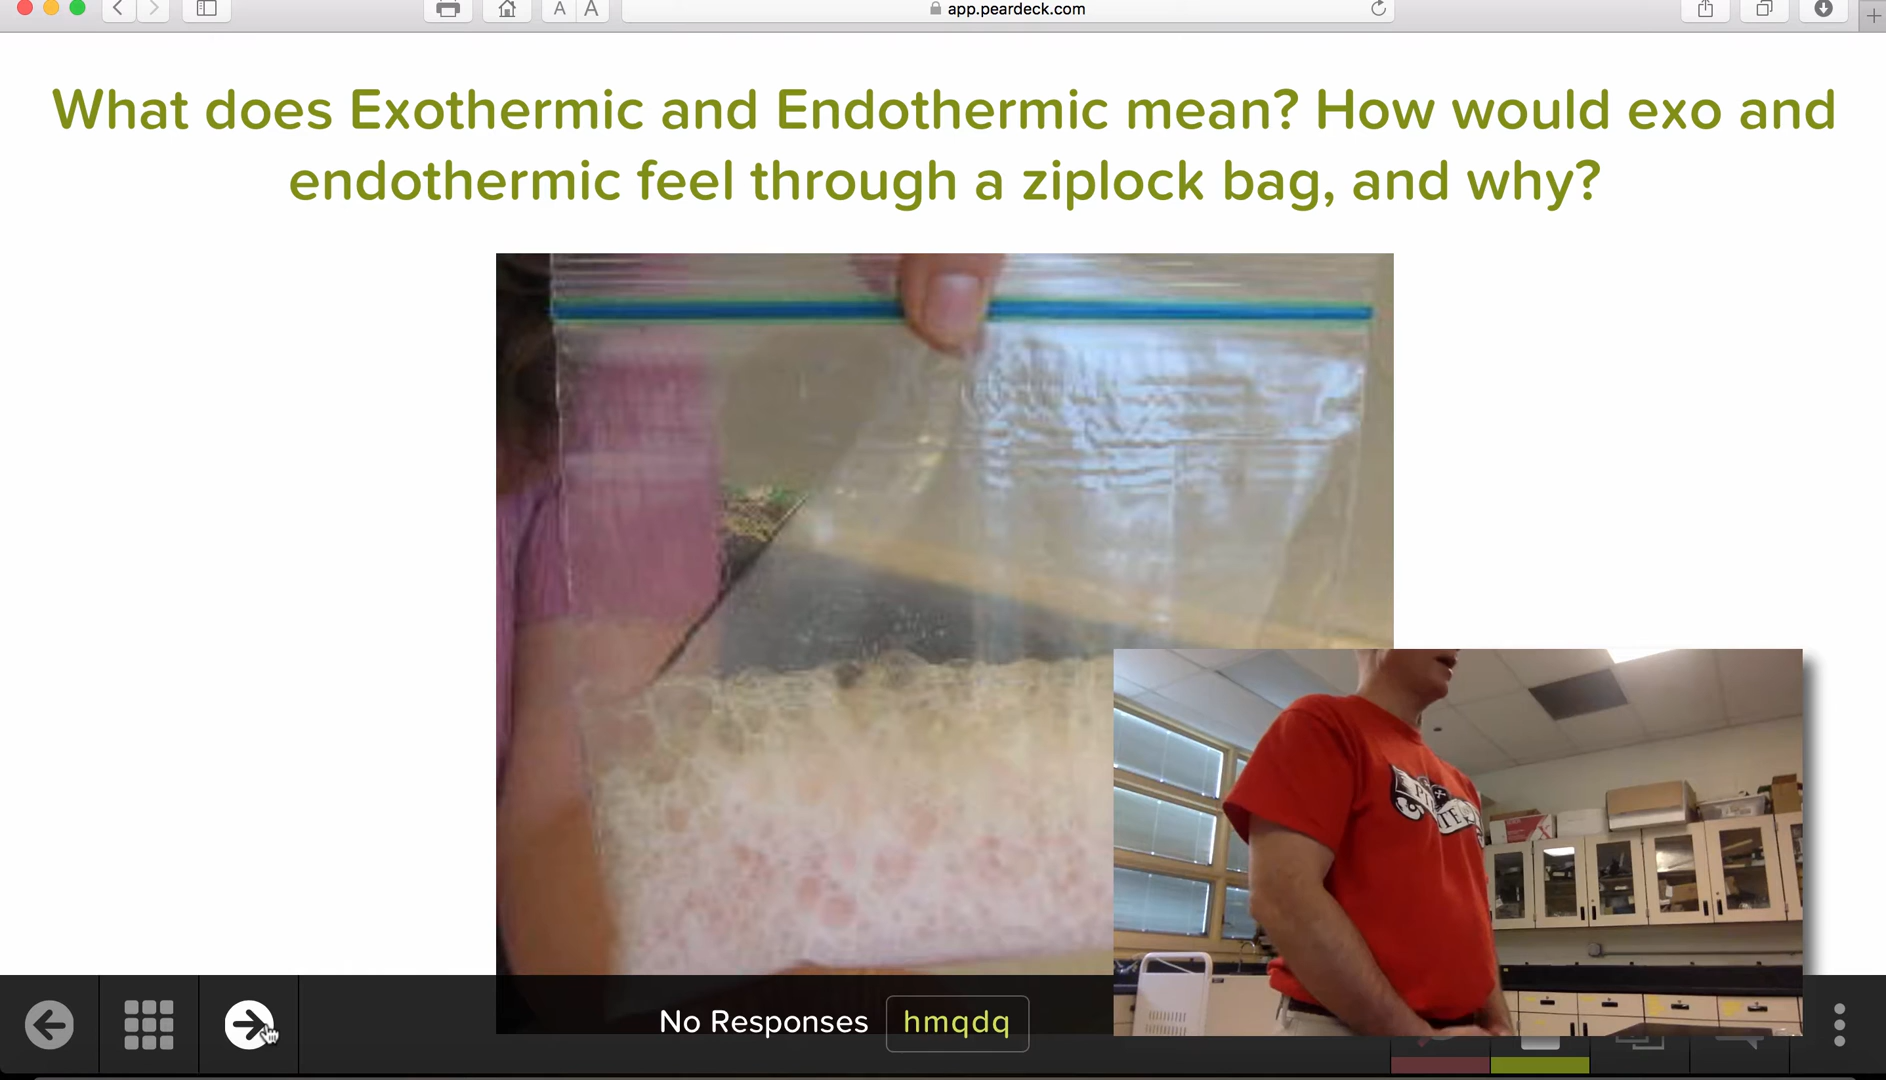 A A
app.peardeck.com
What does Exothermic and Endothermic mean? How would exo and
endothermic feel through a ziplock bag, and why?
No Responses
hmqdq